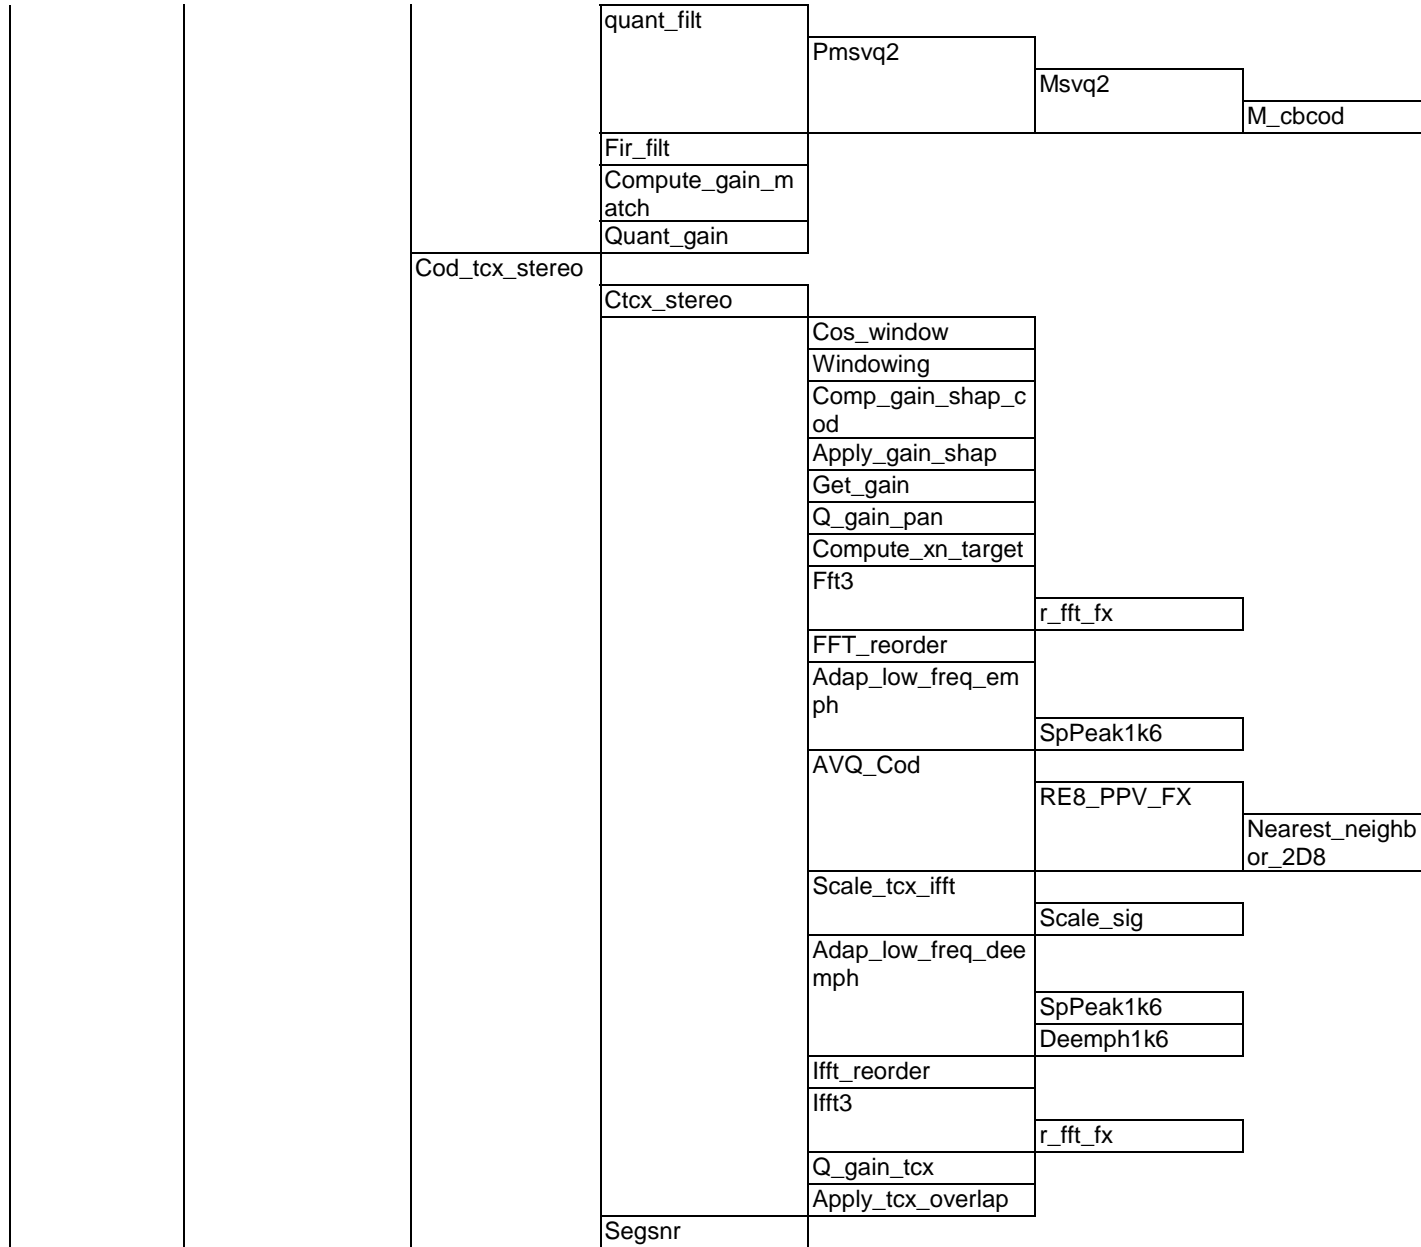 quant_filt
Pmsvq2
Msvq2
M_cbcod
Fir_filt
Compute_gain_m
atch
Quant_gain
Cod_tcx_stereo
Ctcx_stereo
Cos_window
Windowing
Comp_gain_shap_c
od
Apply_gain_shap
Get_gain
Q_gain_pan
Compute_xn_target
Fft3
r_fft_fx
FFT_reorder
Adap_low_freq_em
ph
SpPeak1k6
AVQ_Cod
RE8_PPV_FX
Nearest_neighb
or_2D8
Scale_tcx_ifft
Scale_sig
Adap_low_freq_dee
mph
SpPeak1k6
Deemph1k6
Ifft_reorder
Ifft3
r_fft_fx
Q_gain_tcx
Apply_tcx_overlap
Segsnr